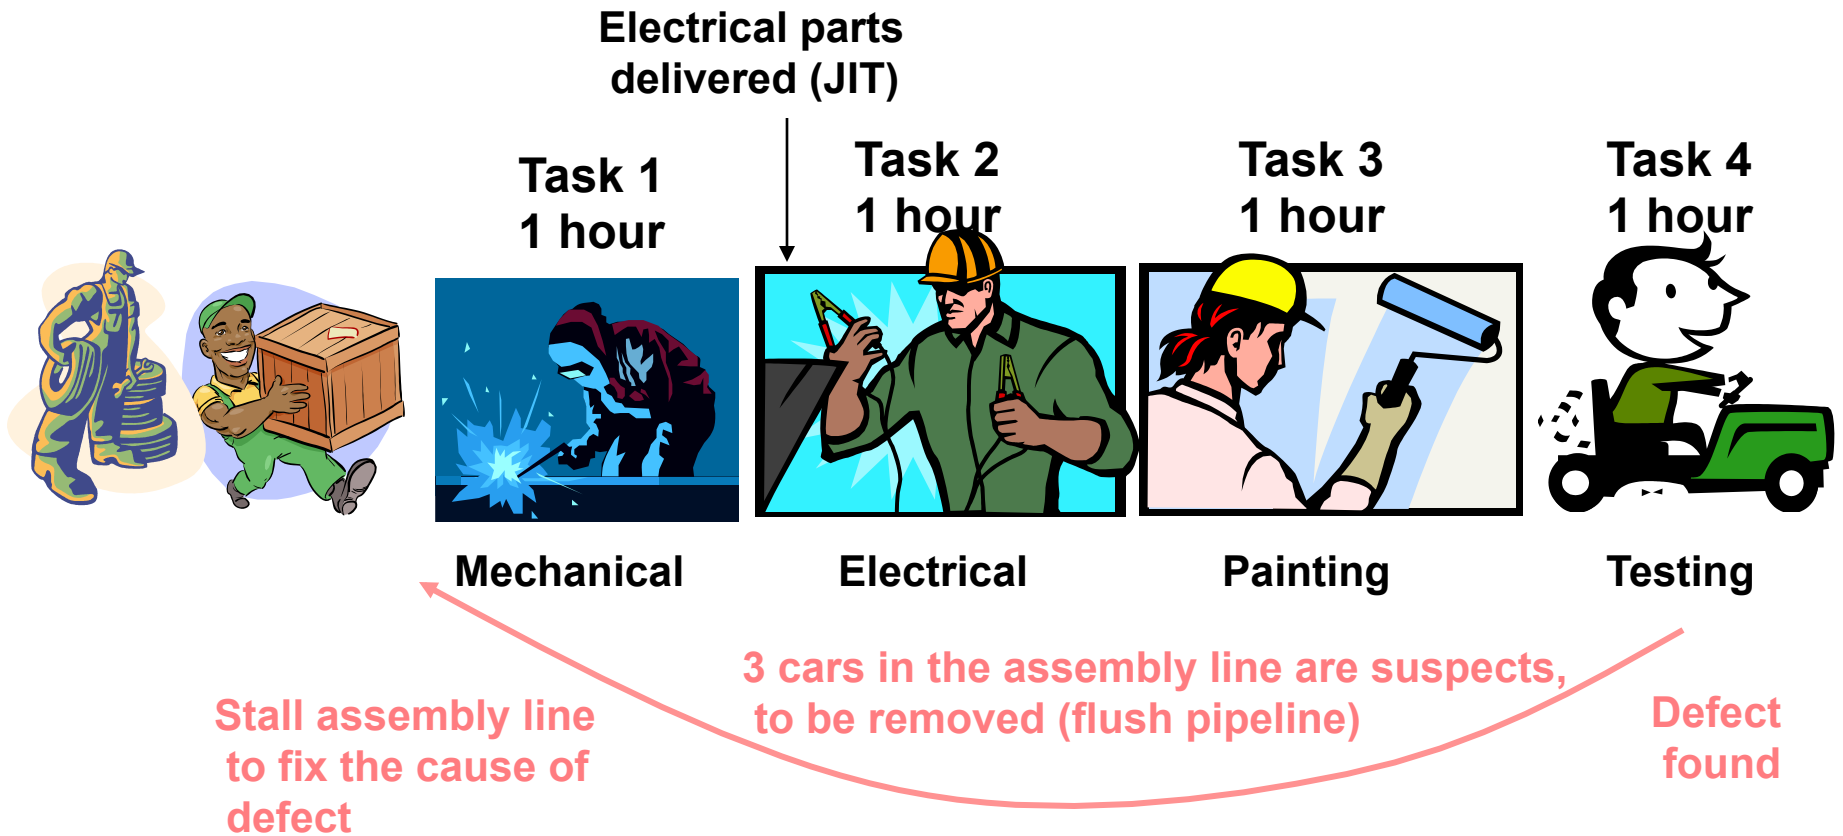 Electrical parts
delivered (JIT)
Task 1
1 hour
Task 2
1 hour
Task 3
1 hour
Task 4
1 hour
Mechanical
Electrical
Painting
Testing
3 cars in the assembly line are suspects,
to be removed (flush pipeline)
Stall assembly line
to fix the cause of
defect
Defect
found